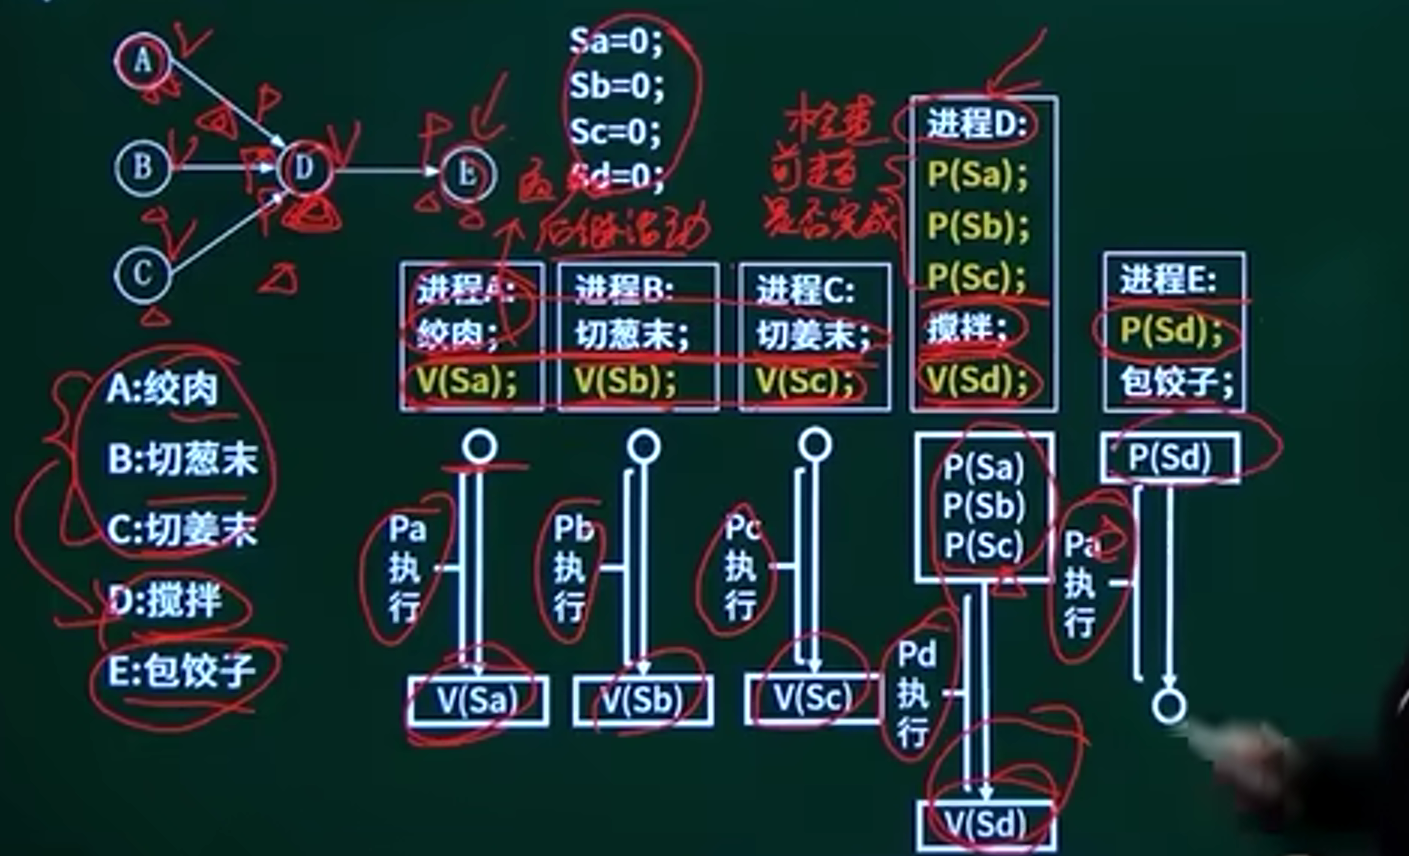 A
B
C
D
E
V
V
V
V
P
P
P
P
Sa=0;
Sb=0;
Sc=0;
Sd=0;
后继活动
检查
前趋
是否完成
A:绞肉
B:切葱末
C:切姜末
D:搅拌
E:包饺子
进程A:
绞肉;
V(Sa);
进程B:
切葱末;
V(Sb);
进程C:
切姜末;
V(Sc);
进程D:
P(Sa);
P(Sb);
P(Sc);
搅拌;
V(Sd);
进程E:
P(Sd);
包饺子;
Pa
执
行
V(Sa)
Pb
执
行
V(Sb)
Pc
执
行
V(Sc)
P(Sa)
P(Sb)
P(Sc)
Pd
执
行
V(Sd)
P(Sd)
执
行